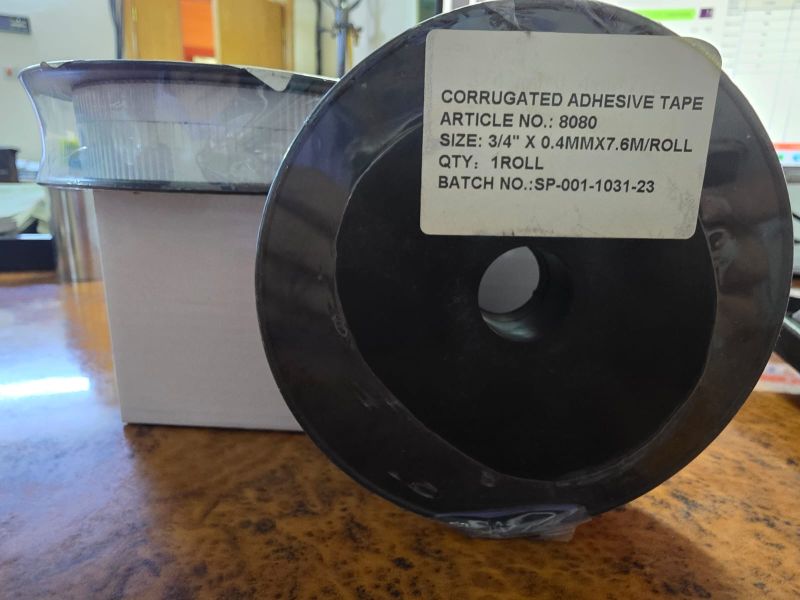 CORRUGATED ADHESIVE TAPE
ARTICLE NO.: 8080
SIZE: 3/4" X 0.4MMX7.6M/ROLL
QTY: 1ROLL
BATCH NO.:SP-001-1031-23